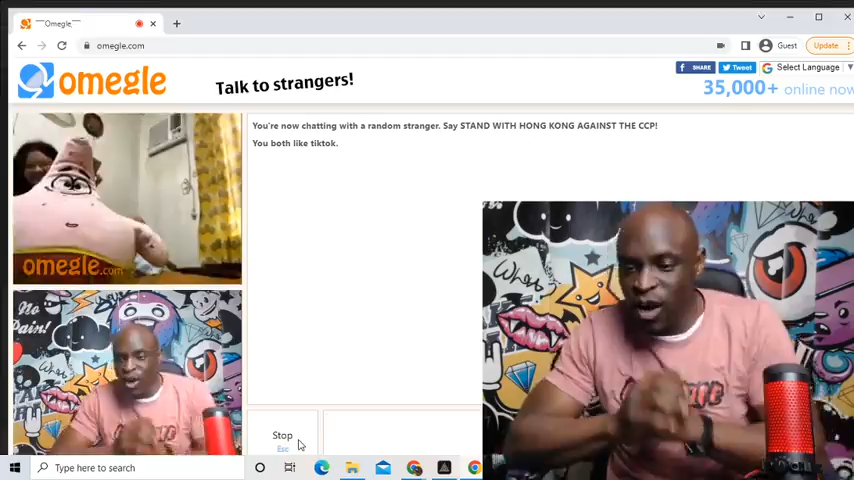 "Omegle,"
omegle.com
Guest
Update
omegle
Talk to strangers!
SHARE
Tweet
Select Language
35,000+ online now
You're now chatting with a random stranger. Say STAND WITH HONG KONG AGAINST THE CCP!
You both like tiktok.
omegle.com
No
Pain!
Whos
Stop
Esc
Type here to search